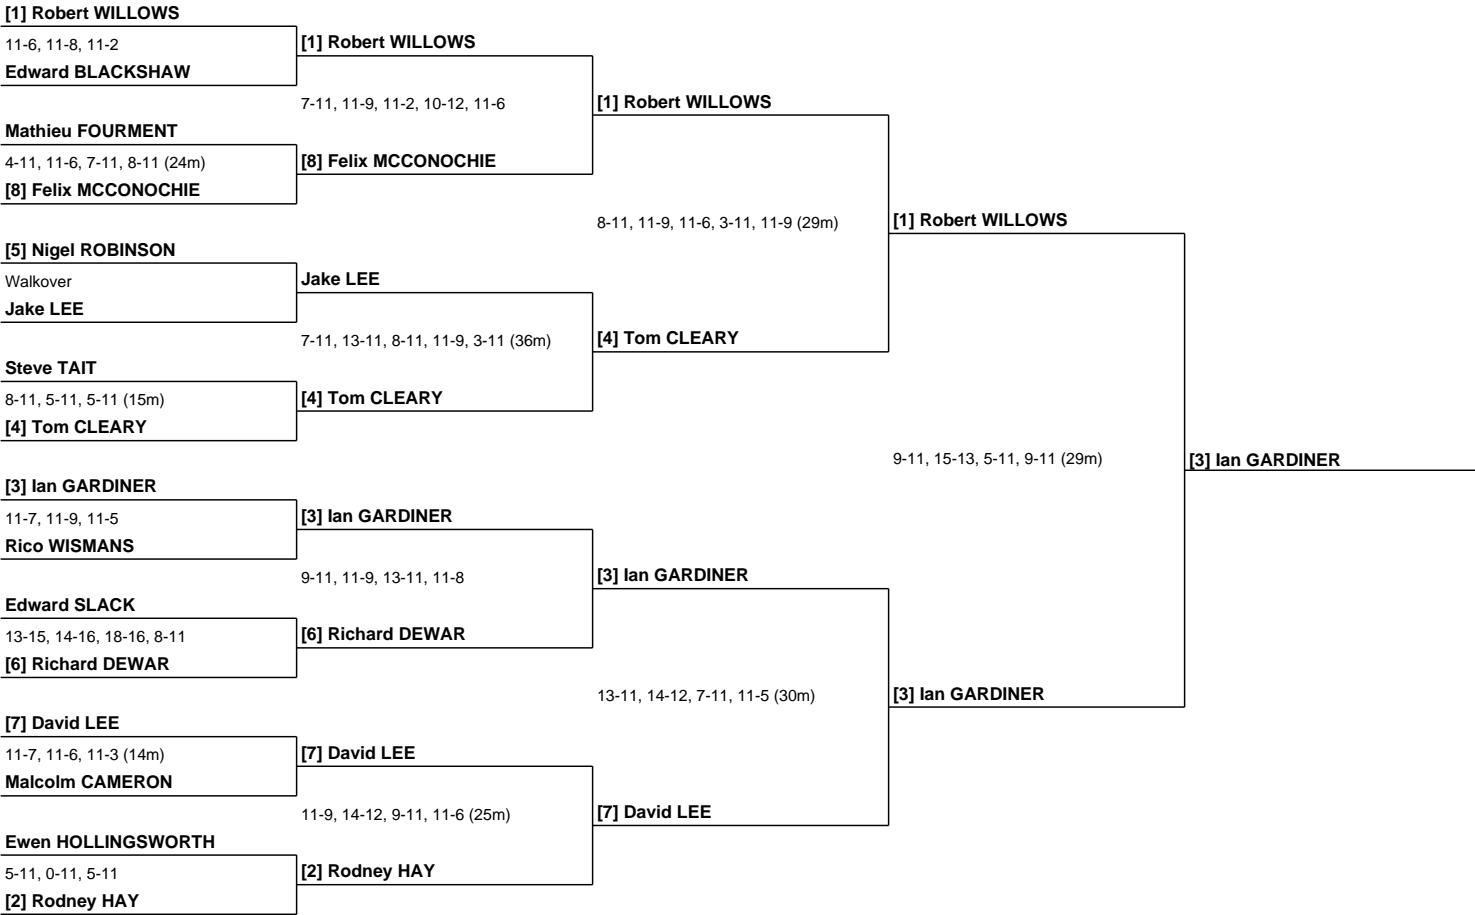 [1] Robert WILLOWS
11-6, 11-8, 11-2
Edward BLACKSHAW
Mathieu FOURMENT
4-11, 11-6, 7-11, 8-11 (24m)
[8] Felix MCCONOCHIE
[5] Nigel ROBINSON
Walkover
Jake LEE
Steve TAIT
8-11, 5-11, 5-11 (15m)
[4] Tom CLEARY
[3] Ian GARDINER
11-7, 11-9, 11-5
Rico WISMANS
Edward SLACK
13-15, 14-16, 18-16, 8-11
[6] Richard DEWAR
[7] David LEE
11-7, 11-6, 11-3 (14m)
Malcolm CAMERON
Ewen HOLLINGSWORTH
5-11, 0-11, 5-11
[2] Rodney HAY
[1] Robert WILLOWS
7-11, 11-9, 11-2, 10-12, 11-6
[8] Felix MCCONOCHIE
Jake LEE
7-11, 13-11, 8-11, 11-9, 3-11 (36m)
[4] Tom CLEARY
[3] Ian GARDINER
9-11, 11-9, 13-11, 11-8
[6] Richard DEWAR
[7] David LEE
11-9, 14-12, 9-11, 11-6 (25m)
[2] Rodney HAY
[1] Robert WILLOWS
8-11, 11-9, 11-6, 3-11, 11-9 (29m)
[4] Tom CLEARY
[3] Ian GARDINER
13-11, 14-12, 7-11, 11-5 (30m)
[7] David LEE
[1] Robert WILLOWS
9-11, 15-13, 5-11, 9-11 (29m)
[3] Ian GARDINER
[3] Ian GARDINER